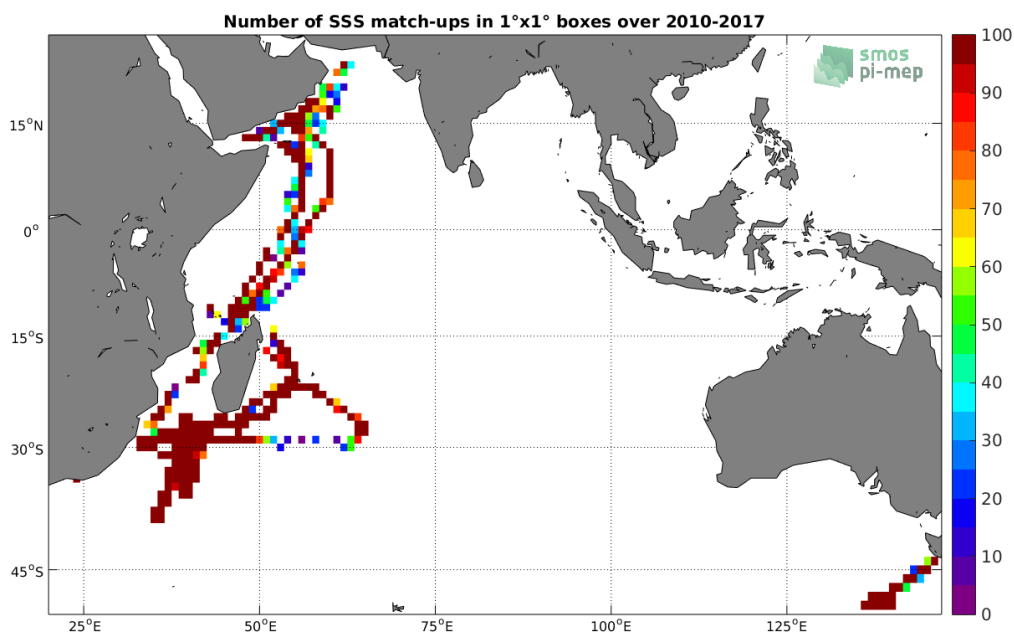 Number of SSS match-ups in 1°x1° boxes over 2010-2017
smos
pi-mep
15°N
0°
15°S
30°S
45°S
25°E
50°E
75°E
100°E
125°E
100
90
80
70
60
50
40
30
20
10
0